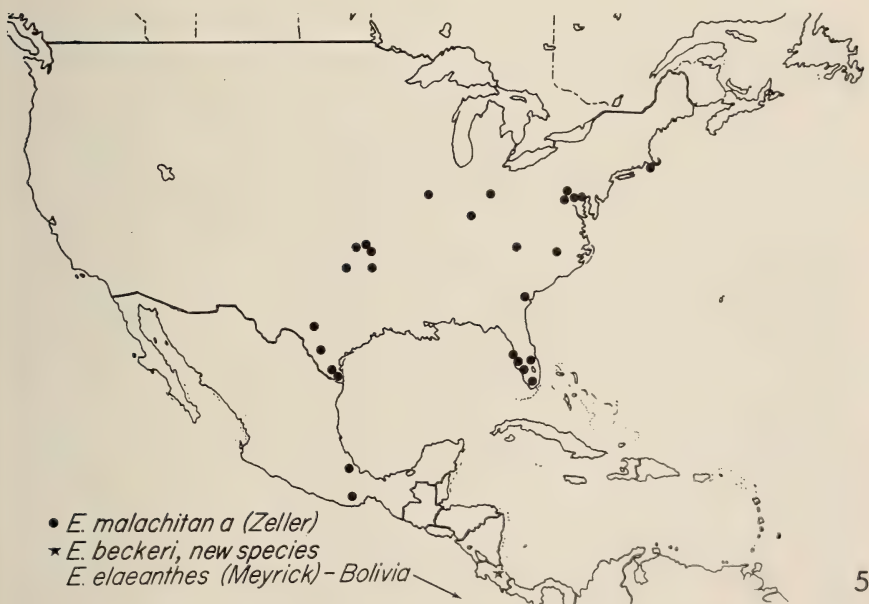 • E. malachitana (Zeller)
★ E. beckeri, new species
E. elaeanthes (Meyrick) – Bolivia
5